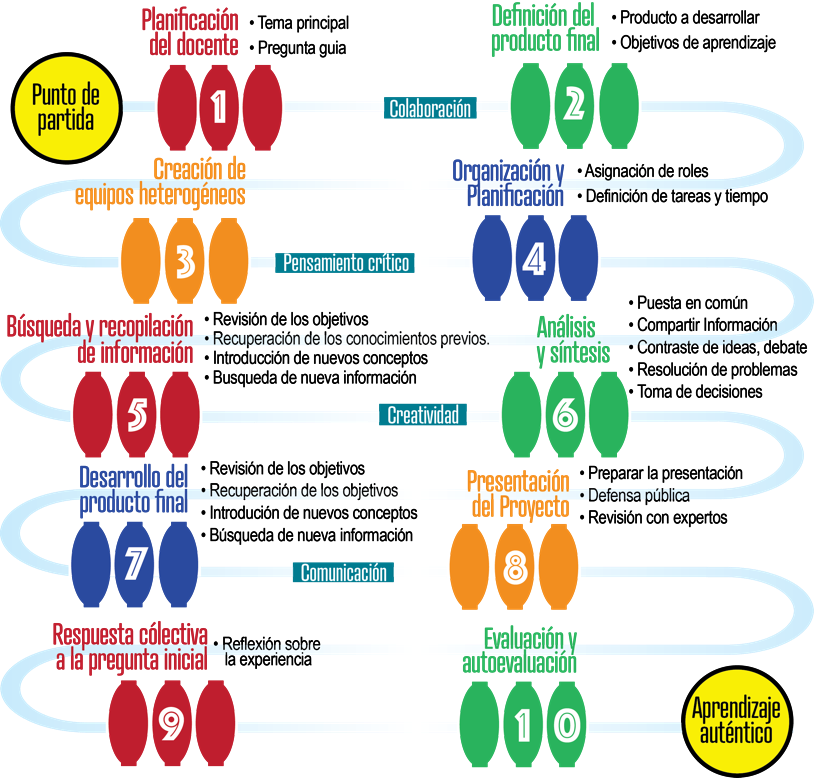 Planificación
del docente
• Tema principal
• Pregunta guia
1
Definición del
producto final
• Producto a desarrollar
• Objetivos de aprendizaje
2
Punto de
partida
Colaboración
Creación de
equipos heterogéneos
3
Organización y
Planificación
• Asignación de roles
• Definición de tareas y tiempo
4
Pensamiento crítico
Búsqueda y recopilación
de información
• Revisión de los objetivos
• Recuperación de los conocimientos previos.
• Introducción de nuevos conceptos
• Busqueda de nueva información
5
Análisis
y síntesis
• Puesta en común
• Compartir Información
• Contraste de ideas, debate
• Resolución de problemas
• Toma de decisiones
6
Creatividad
Desarrollo del
producto final
• Revisión de los objetivos
• Recuperación de los objetivos
• Introdución de nuevos conceptos
• Búsqueda de nueva información
7
Presentación
del Proyecto
• Preparar la presentación
• Defensa pública
• Revisión con expertos
8
Comunicación
Respuesta cólectiva
a la pregunta inicial
• Reflexión sobre
la experiencia
9
Evaluación y
autoevaluación
10
Aprendizaje
auténtico